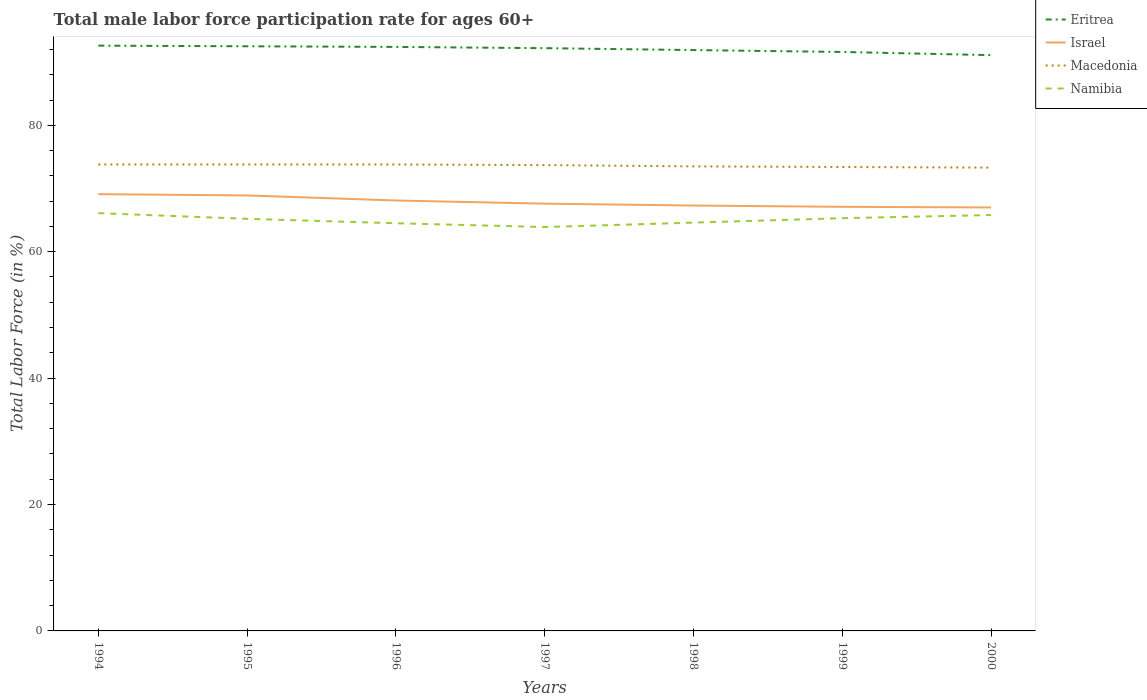 Total male labor force participation rate for ages 60+
Eritrea
Israel
Macedonia
Namibia
Total Labor Force (in %)
80
60
40
20
0
1994
1995
1996
1997
1998
1999
2000
Years